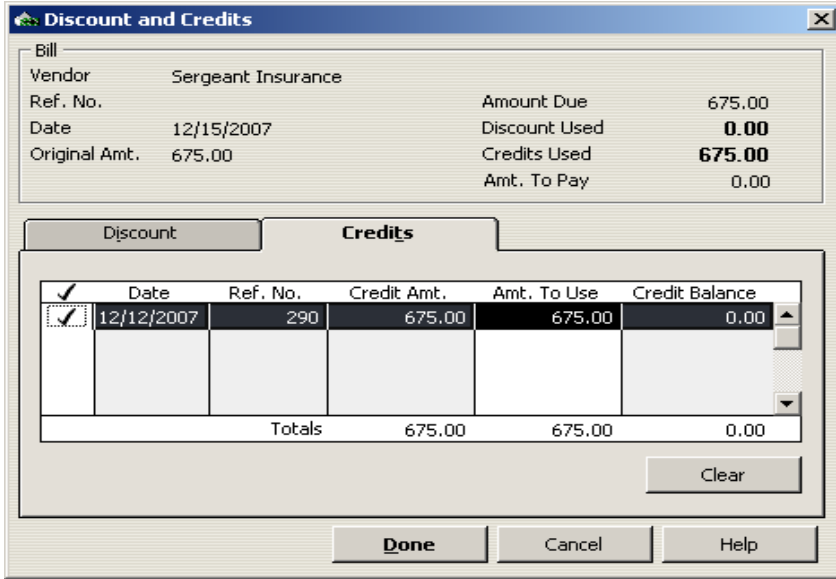 Discount and Credits
Bill
Vendor Sergeant Insurance
Ref. No. Amount Due 675.00
Date 12/15/2007 Discount Used 0.00
Original Amt. 675.00 Credits Used 675.00
Amt. To Pay 0.00
Discount Credits
✓ Date Ref. No. Credit Amt. Amt. To Use Credit Balance
✓ 12/12/2007 290 675.00 675.00 0.00
Totals 675.00 675.00 0.00
Clear
Done Cancel Help